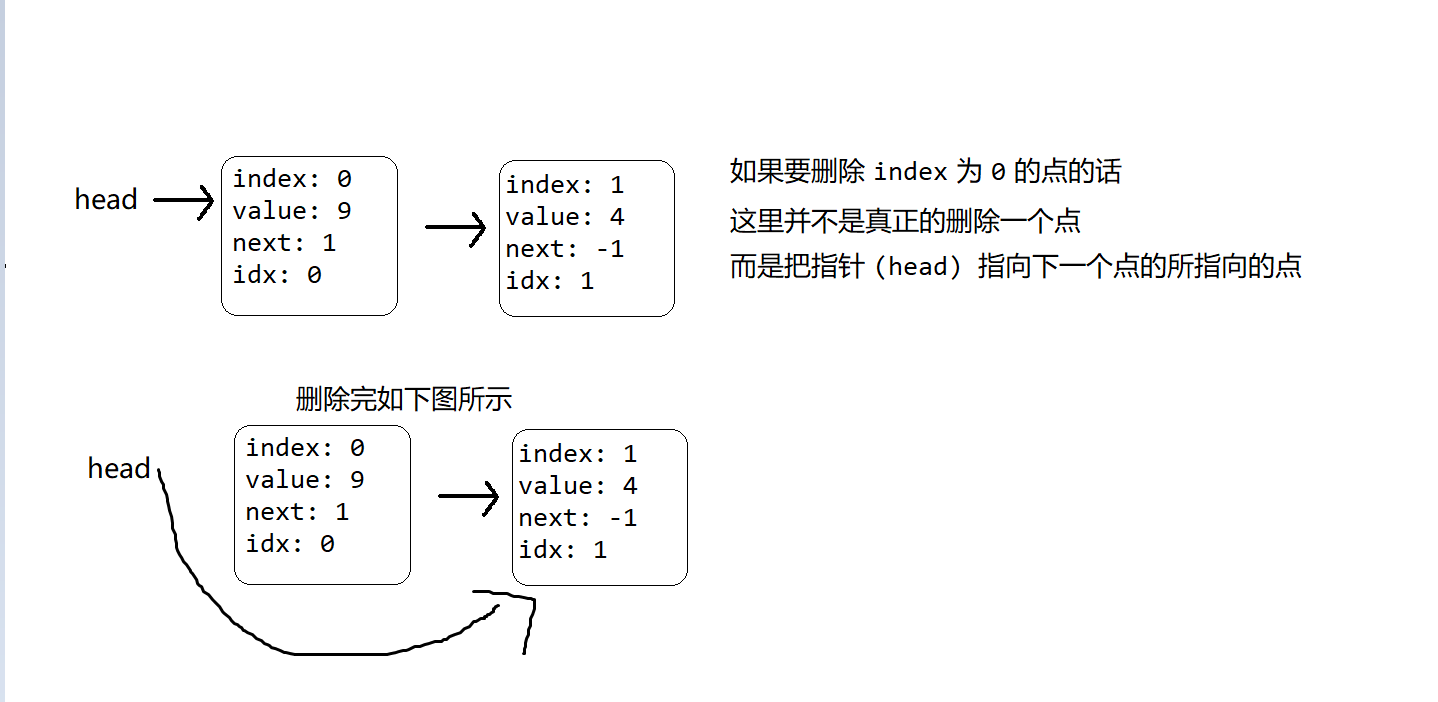 head
index: 0
value: 9
next: 1
idx: 0
index: 1
value: 4
next: -1
idx: 1
如果要删除 index 为 0 的点的话
这里并不是真正的删除一个点
而是把指针（head） 指向下一个点的所指向的点
删除完如下图所示
head
index: 0
value: 9
next: 1
idx: 0
index: 1
value: 4
next: -1
idx: 1